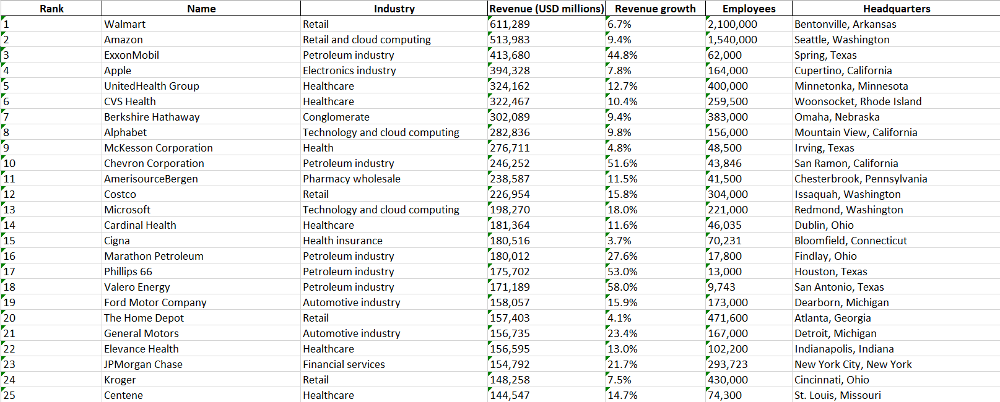 Rank Name Industry Revenue (USD millions) Revenue growth Employees Headquarters
1 Walmart Retail 611,289 6.7% 2,100,000 Bentonville, Arkansas
2 Amazon Retail and cloud computing 513,983 9.4% 1,540,000 Seattle, Washington
3 ExxonMobil Petroleum industry 413,680 44.8% 62,000 Spring, Texas
4 Apple Electronics industry 394,328 7.8% 164,000 Cupertino, California
5 UnitedHealth Group Healthcare 324,162 12.7% 400,000 Minnetonka, Minnesota
6 CVS Health Healthcare 322,467 10.4% 259,500 Woonsocket, Rhode Island
7 Berkshire Hathaway Conglomerate 302,089 9.4% 383,000 Omaha, Nebraska
8 Alphabet Technology and cloud computing 282,836 9.8% 156,000 Mountain View, California
9 McKesson Corporation Health 276,711 4.8% 48,500 Irving, Texas
10 Chevron Corporation Petroleum industry 246,252 51.6% 43,846 San Ramon, California
11 AmerisourceBergen Pharmacy wholesale 238,587 11.5% 41,500 Chesterbrook, Pennsylvania
12 Costco Retail 226,954 15.8% 304,000 Issaquah, Washington
13 Microsoft Technology and cloud computing 198,270 18.0% 221,000 Redmond, Washington
14 Cardinal Health Healthcare 181,364 11.6% 46,035 Dublin, Ohio
15 Cigna Health insurance 180,516 3.7% 70,231 Bloomfield, Connecticut
16 Marathon Petroleum Petroleum industry 180,012 27.6% 17,800 Findlay, Ohio
17 Phillips 66 Petroleum industry 175,702 53.0% 13,000 Houston, Texas
18 Valero Energy Petroleum industry 171,189 58.0% 9,743 San Antonio, Texas
19 Ford Motor Company Automotive industry 158,057 15.9% 173,000 Dearborn, Michigan
20 The Home Depot Retail 157,403 4.1% 471,600 Atlanta, Georgia
21 General Motors Automotive industry 156,735 23.4% 167,000 Detroit, Michigan
22 Elevance Health Healthcare 156,595 13.0% 102,200 Indianapolis, Indiana
23 JPMorgan Chase Financial services 154,792 21.7% 293,723 New York City, New York
24 Kroger Retail 148,258 7.5% 430,000 Cincinnati, Ohio
25 Centene Healthcare 144,547 14.7% 74,300 St. Louis, Missouri